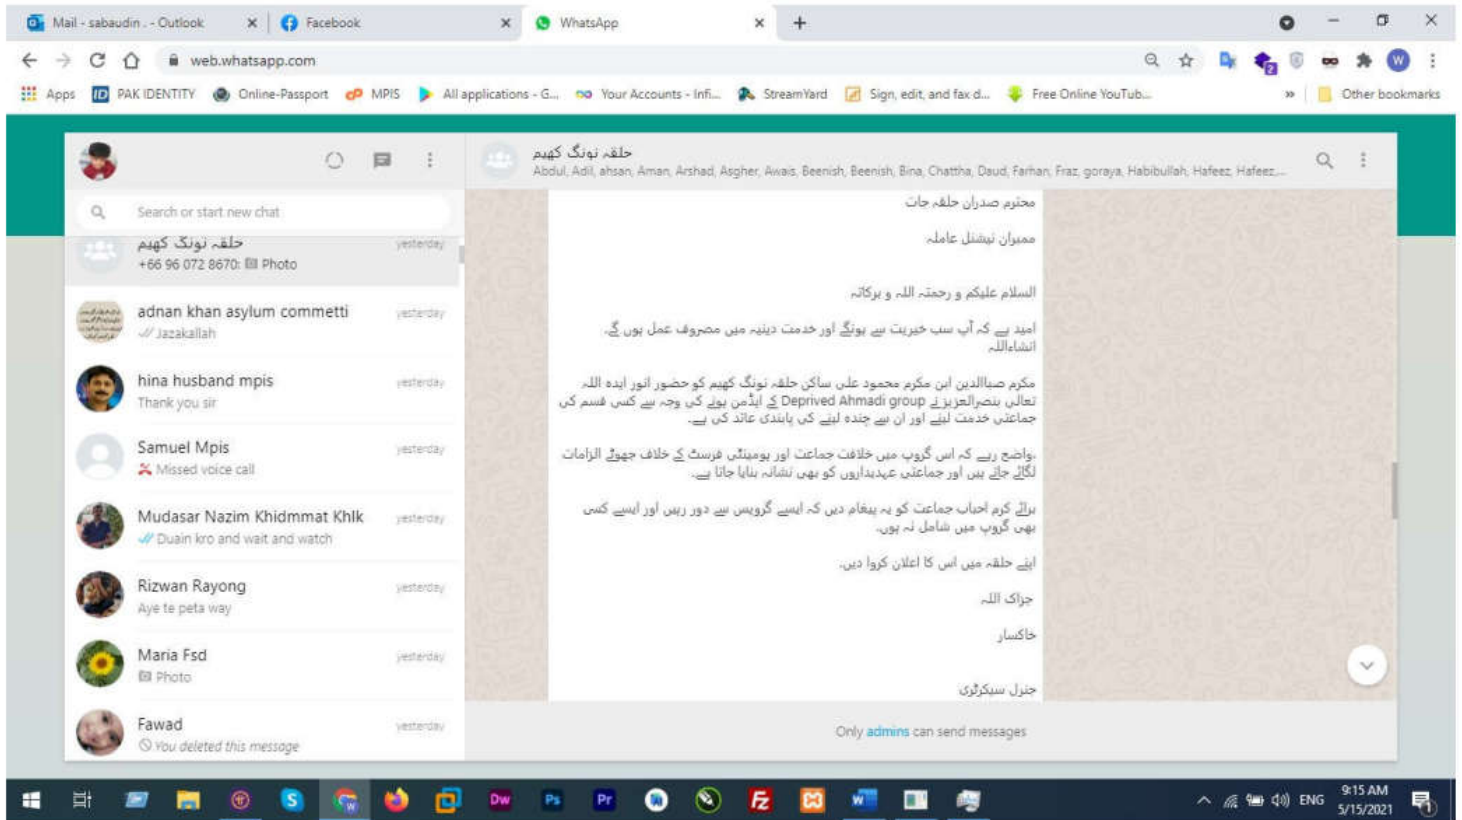 Mail - sabaudin . - Outlook
Facebook
WhatsApp
web.whatsapp.com
W
Apps
PAK IDENTITY
Online-Passport
MPIS
All applications - G...
Your Accounts - Infi...
StreamYard
Sign, edit, and fax d...
Free Online YouTub...
Other bookmarks
Search or start new chat
حلقہ نونگ کھیم
yesterday
+66 96 072 8670: Photo
adnan khan asylum commetti
yesterday
Jazakallah
hina husband mpis
yesterday
Thank you sir
Samuel Mpis
yesterday
Missed voice call
Mudasar Nazim Khidmmat Khlk
yesterday
Duain kro and wait and watch
Rizwan Rayong
yesterday
Aye te peta way
Maria Fsd
yesterday
Photo
Fawad
yesterday
You deleted this message
حلقہ نونگ کھیم
Abdul, Adil, ahsan, Aman, Arshad, Asgher, Awais, Beenish, Beenish, Bina, Chattha, Daud, Farhan, Fraz, goraya, Habibullah, Hafeez, Hafeez,...
محترم صدران حلقہ جات
ممبران نیشنل عاملہ
السلام علیکم و رحمتہ اللہ و برکاتہ
امید ہے کہ آپ سب خیریت سے ہونگے اور خدمت دینیہ میں مصروف عمل ہوں گے۔
انشاءاللہ
مکرم صباالدین ابن مکرم محمود علی ساکن حلقہ نونگ کھیم کو حضور انور ایدہ اللہ
تعالی بنصرالعزیز نے Deprived Ahmadi group کے ایڈمن ہونے کی وجہ سے کسی قسم کی
جماعتی خدمت لینے اور ان سے چندہ لینے کی پابندی عائد کی ہے۔
.واضح رہے کہ اس گروپ میں خلافت جماعت اور ہومینٹی فرسٹ کے خلاف جھوٹے الزامات
لگائے جاتے ہیں اور جماعتی عہدیداروں کو بھی نشانہ بنایا جاتا ہے۔
برائے کرم احباب جماعت کو یہ پیغام دیں کہ ایسے گروپس سے دور رہیں اور ایسے کسی
بھی گروپ میں شامل نہ ہوں۔
اپنے حلقہ میں اس کا اعلان کروا دیں۔
جزاک اللہ
خاکسار
جنرل سیکرٹری
Only admins can send messages
ENG
9:15 AM
5/15/2021